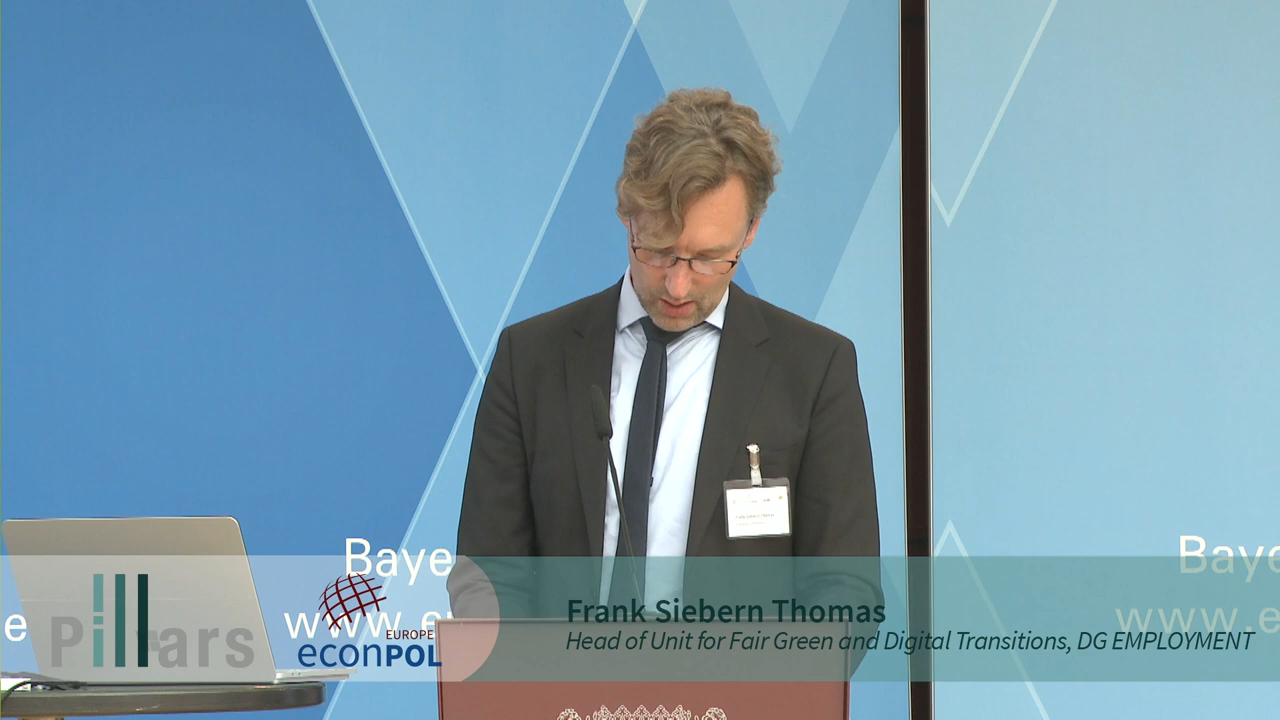 Baye
Baye
e
www.e
www.e
Pillars
EUROPE
econPOL
Frank Siebern Thomas
Head of Unit for Fair Green and Digital Transitions, DG EMPLOYMENT